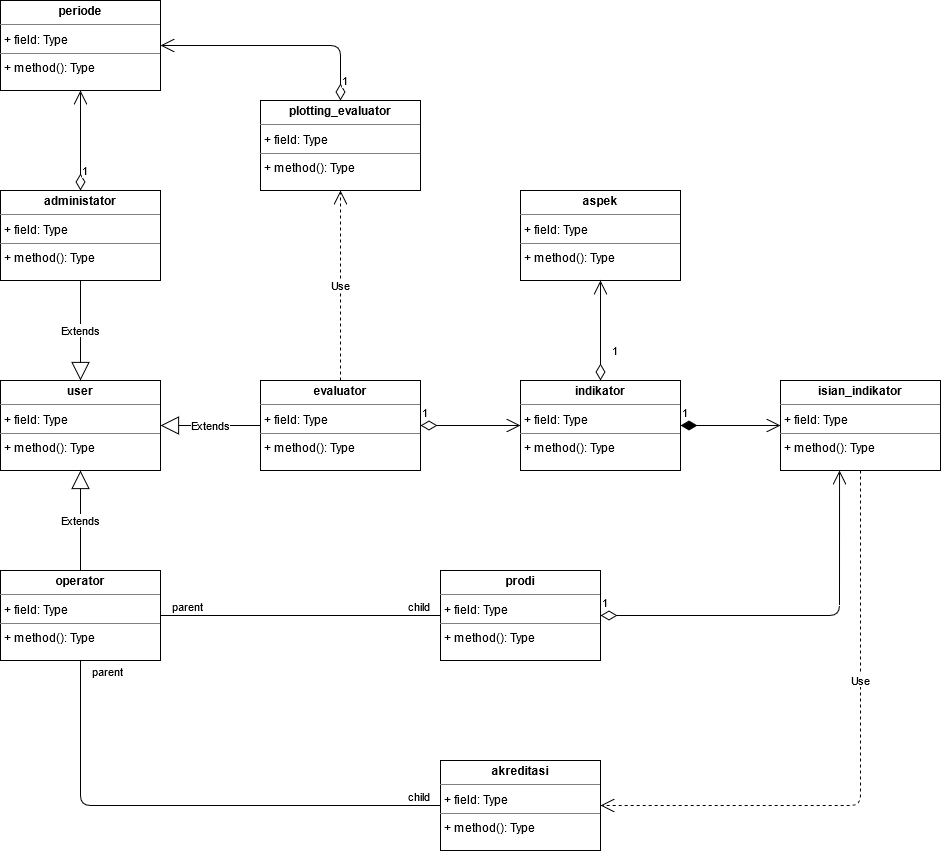 periode
+ field: Type
+ method(): Type
1
plotting_evaluator
+ field: Type
+ method(): Type
1
administator
+ field: Type
+ method(): Type
aspek
+ field: Type
+ method(): Type
Use
Extends
1
user
+ field: Type
+ method(): Type
Extends
evaluator
+ field: Type
+ method(): Type
1
indikator
+ field: Type
+ method(): Type
1
isian_indikator
+ field: Type
+ method(): Type
Extends
operator
+ field: Type
+ method(): Type
parent
child
prodi
+ field: Type
+ method(): Type
1
parent
Use
child
akreditasi
+ field: Type
+ method(): Type